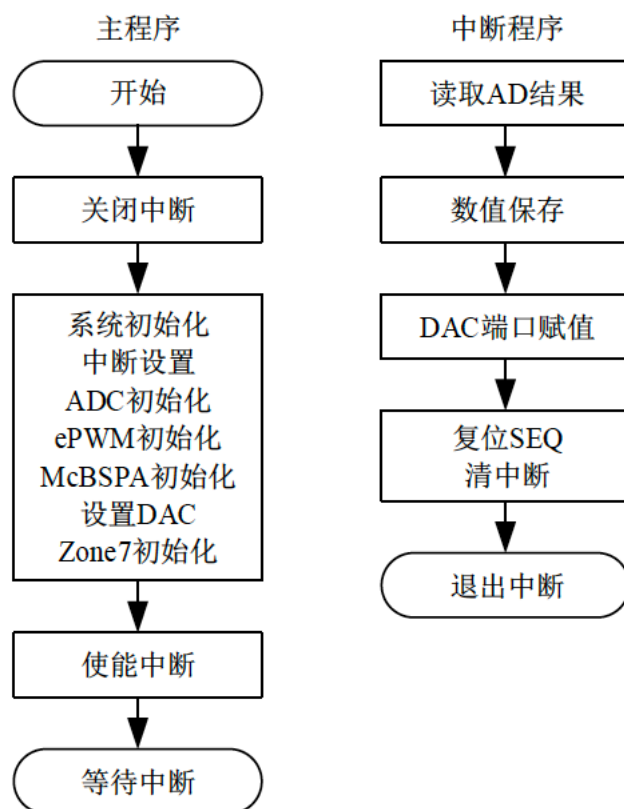 主程序
开始
关闭中断
系统初始化
中断设置
ADC初始化
ePWM初始化
McBSPA初始化
设置DAC
Zone7初始化
使能中断
等待中断
中断程序
读取AD结果
数值保存
DAC端口赋值
复位SEQ
清中断
退出中断